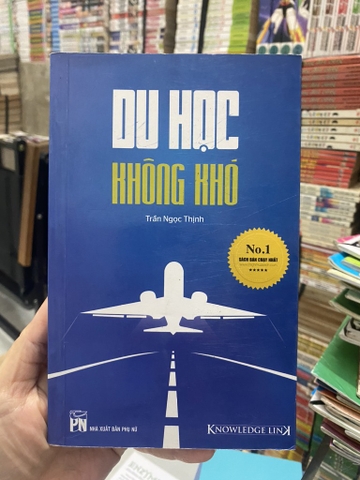 DU HỌC
KHÔNG KHÓ
Trần Ngọc Thịnh
No.1
SÁCH BÁN CHẠY NHẤT
PN
NHÀ XUẤT BẢN PHỤ NỮ
KNOWLEDGE LINK